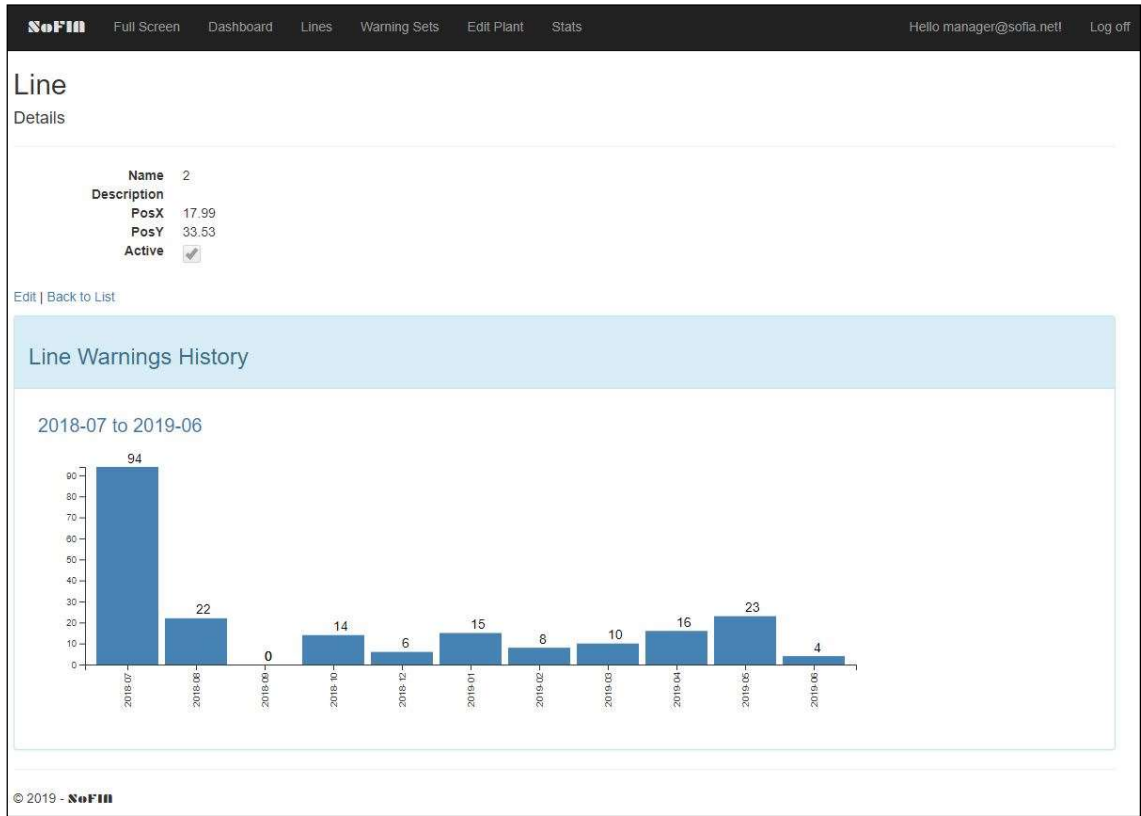 SoFIA Full Screen Dashboard Lines Warning Sets Edit Plant Stats Hello manager@sofia.net! Log off
Line
Details
Name 2
Description
PosX 17.99
PosY 33.53
Active
Edit | Back to List
Line Warnings History
2018-07 to 2019-06
94
22
0
14
6
15
8
10
16
23
4
90
80
70
60
50
40
30
20
10
0
2018-07
2018-08
2018-09
2018-10
2018-12
2019-01
2019-02
2019-03
2019-04
2019-05
2019-06
© 2019 - SoFIA